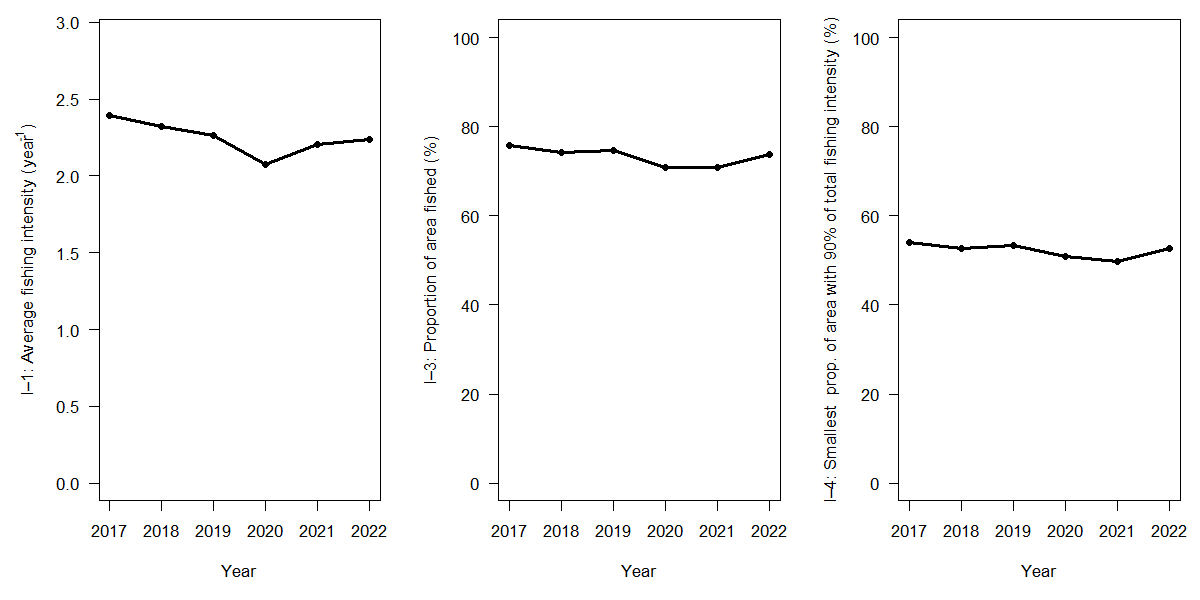 I−1: Average fishing intensity (year⁻¹)
3.0
2.5
2.0
1.5
1.0
0.5
0.0
2017 2018 2019 2020 2021 2022
Year
I−3: Proportion of area fished (%)
100
80
60
40
20
0
2017 2018 2019 2020 2021 2022
Year
I−4: Smallest  prop. of area with 90% of total fishing intensity (%)
100
80
60
40
20
0
2017 2018 2019 2020 2021 2022
Year